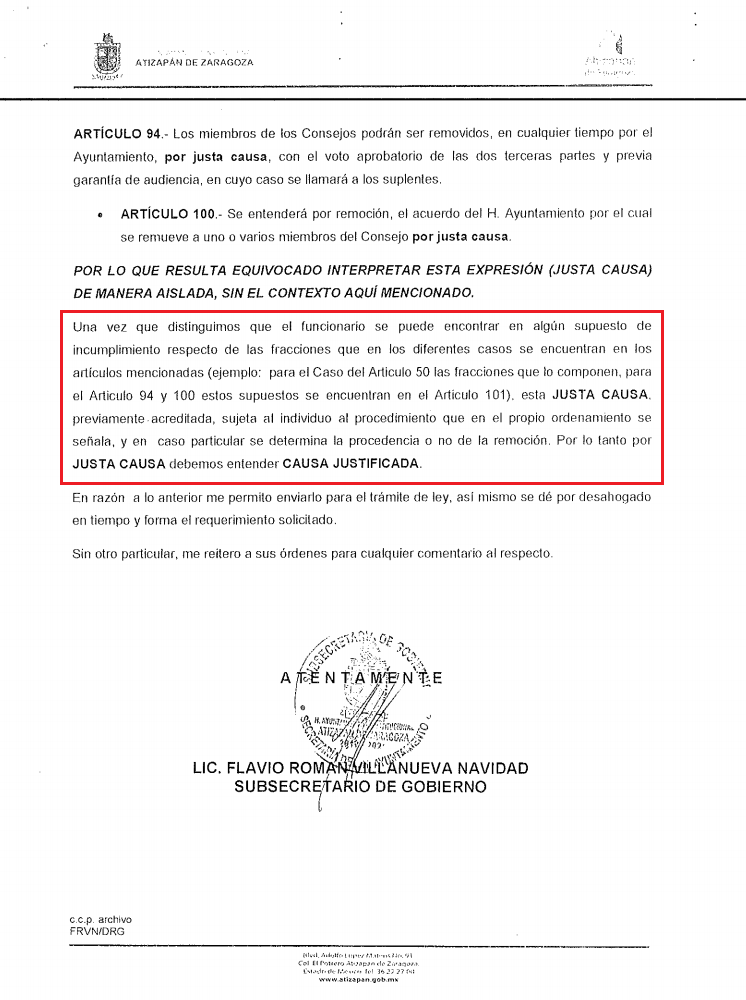 ATIZAPÁN DE ZARAGOZA
Atizapán
de Zaragoza
ARTÍCULO 94.- Los miembros de los Consejos podrán ser removidos, en cualquier tiempo por el
Ayuntamiento, por justa causa, con el voto aprobatorio de las dos terceras partes y previa
garantía de audiencia, en cuyo caso se llamará a los suplentes.
• ARTÍCULO 100.- Se entenderá por remoción, el acuerdo del H. Ayuntamiento por el cual
se remueve a uno o varios miembros del Consejo por justa causa.
POR LO QUE RESULTA EQUIVOCADO INTERPRETAR ESTA EXPRESIÓN (JUSTA CAUSA)
DE MANERA AISLADA, SIN EL CONTEXTO AQUÍ MENCIONADO.
Una vez que distinguimos que el funcionario se puede encontrar en algún supuesto de
incumplimiento respecto de las fracciones que en los diferentes casos se encuentran en los
artículos mencionadas (ejemplo: para el Caso del Articulo 50 las fracciones que lo componen, para
el Articulo 94 y 100 estos supuestos se encuentran en el Artículo 101), esta JUSTA CAUSA,
previamente acreditada, sujeta al individuo al procedimiento que en el propio ordenamiento se
señala, y en caso particular se determina la procedencia o no de la remoción. Por lo tanto por
JUSTA CAUSA debemos entender CAUSA JUSTIFICADA.
En razón a lo anterior me permito enviarlo para el trámite de ley, así mismo se dé por desahogado
en tiempo y forma el requerimiento solicitado.
Sin otro particular, me reitero a sus órdenes para cualquier comentario al respecto.
SUBSECRETARÍA DE GOBIERNO
A T E N T A M E N T E
LIC. FLAVIO ROMAN VILLANUEVA NAVIDAD
SUBSECRETARIO DE GOBIERNO
c.c.p. archivo
FRVN/DRG
Blvd. Adolfo López Mateos No. 91
Col. El Potrero Atizapán de Zaragoza
Estado de México Tel. 36 22 27
www.atizapan.gob.mx